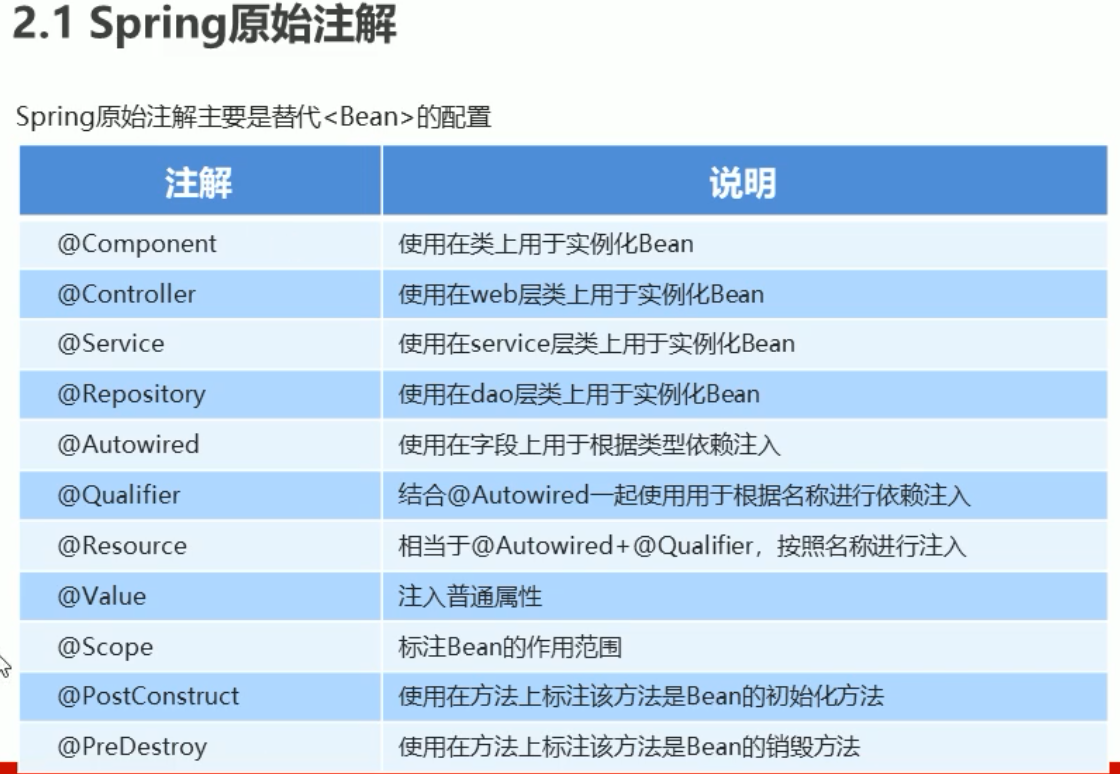 2.1 Spring原始注解
Spring原始注解主要是替代<Bean>的配置
注解 说明
@Component 使用在类上用于实例化Bean
@Controller 使用在web层类上用于实例化Bean
@Service 使用在service层类上用于实例化Bean
@Repository 使用在dao层类上用于实例化Bean
@Autowired 使用在字段上用于根据类型依赖注入
@Qualifier 结合@Autowired一起使用用于根据名称进行依赖注入
@Resource 相当于@Autowired+@Qualifier，按照名称进行注入
@Value 注入普通属性
@Scope 标注Bean的作用范围
@PostConstruct 使用在方法上标注该方法是Bean的初始化方法
@PreDestroy 使用在方法上标注该方法是Bean的销毁方法